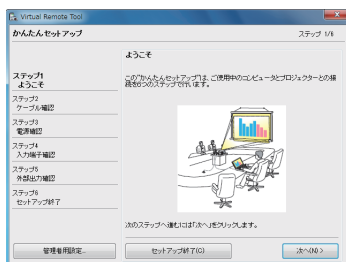 Virtual Remote Tool
かんたんセットアップ
ステップ 1/6
ようこそ
ステップ1
ようこそ
ステップ2
ケーブル確認
ステップ3
電源確認
ステップ4
入力端子確認
ステップ5
外部出力確認
ステップ6
セットアップ終了
この"かんたんセットアップ"は、ご使用中のコンピュータとプロジェクターとの接
続を6つのステップで行います。
次のステップへ進むには「次へ」をクリックします。
管理者用設定...
セットアップ終了(C)
次へ(N) >